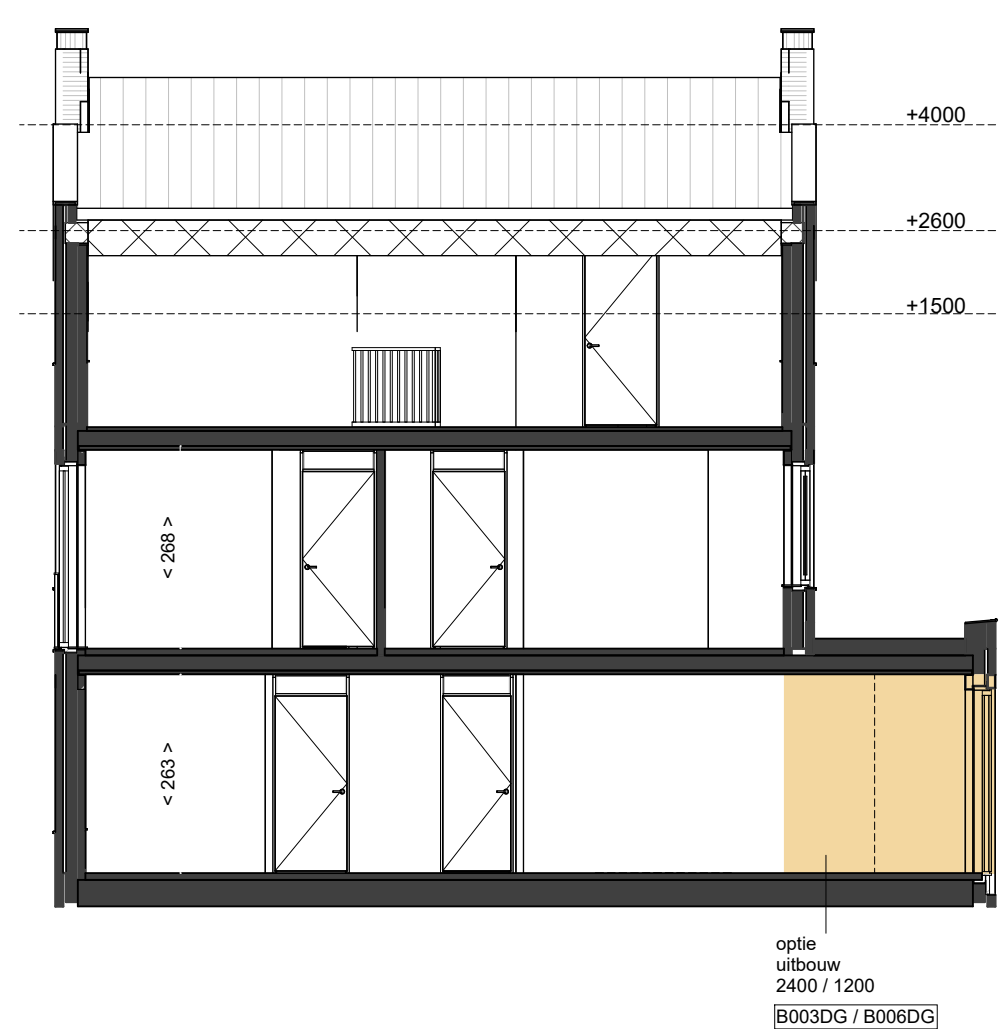 +4000
+2600
+1500
< 268 >
< 263 >
optie
uitbouw
2400 / 1200
B003DG / B006DG